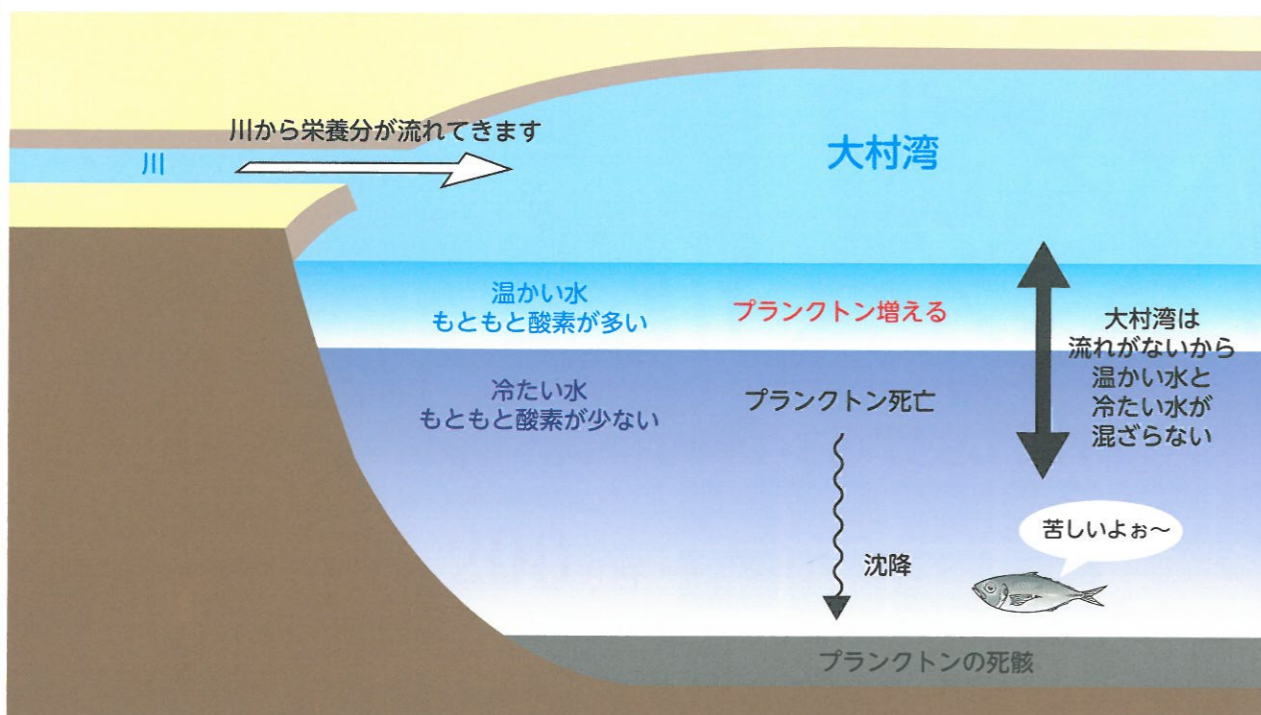 川から栄養分が流れてきます
川
大村湾
温かい水
もともと酸素が多い
プランクトン増える
大村湾は
流れがないから
温かい水と
冷たい水が
混ざらない
冷たい水
もともと酸素が少ない
プランクトン死亡
苦しいよぉ～
沈降
プランクトンの死骸